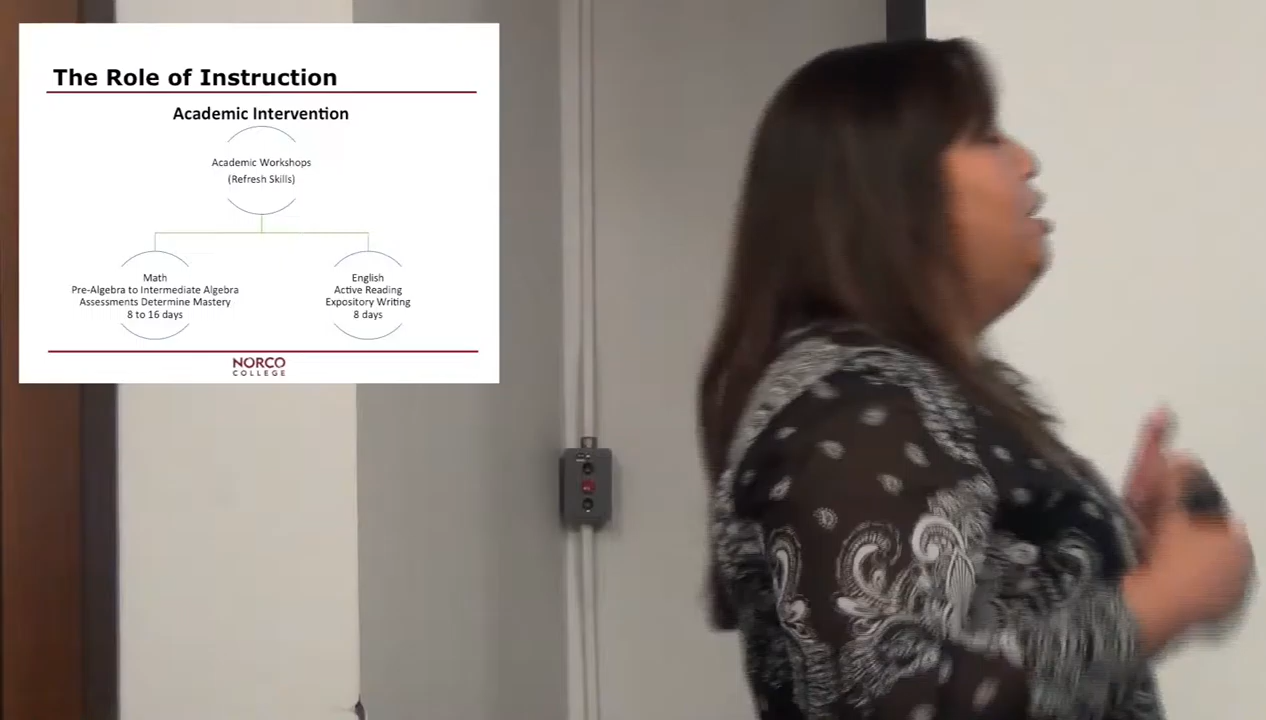 The Role of Instruction
Academic Intervention
Academic Workshops
(Refresh Skills)
Math
Pre-Algebra to Intermediate Algebra
Assessments Determine Mastery
8 to 16 days
English
Active Reading
Expository Writing
8 days
NORCO
COLLEGE